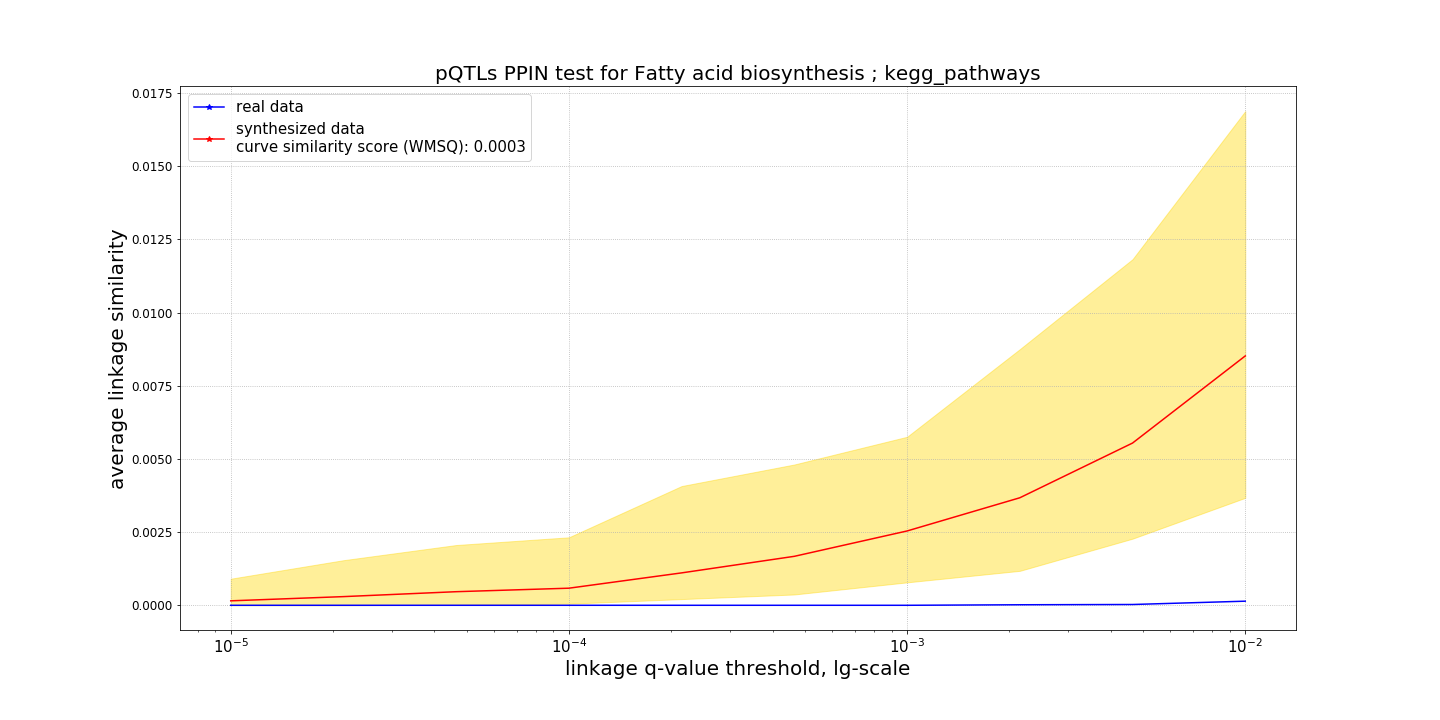 pQTLs PPIN test for Fatty acid biosynthesis ; kegg_pathways
real data
synthesized data
curve similarity score (WMSQ): 0.0003
average linkage similarity
0.0175
0.0150
0.0125
0.0100
0.0075
0.0050
0.0025
0.0000
10⁻⁵ 10⁻⁴ 10⁻³ 10⁻²
linkage q-value threshold, lg-scale